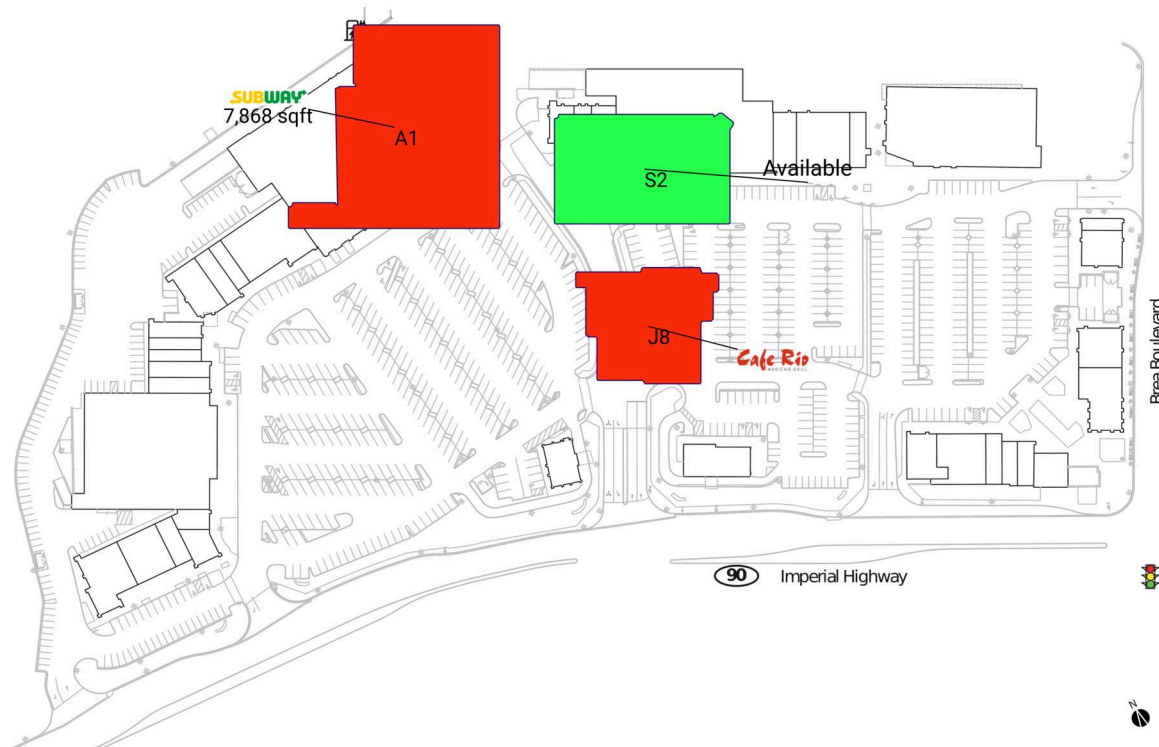 SUBWAY
7,868 sqft
A1
S2
Available
J8
Cafe Rio
MEXICAN GRILL
Brea Boulevard
90 Imperial Highway
N